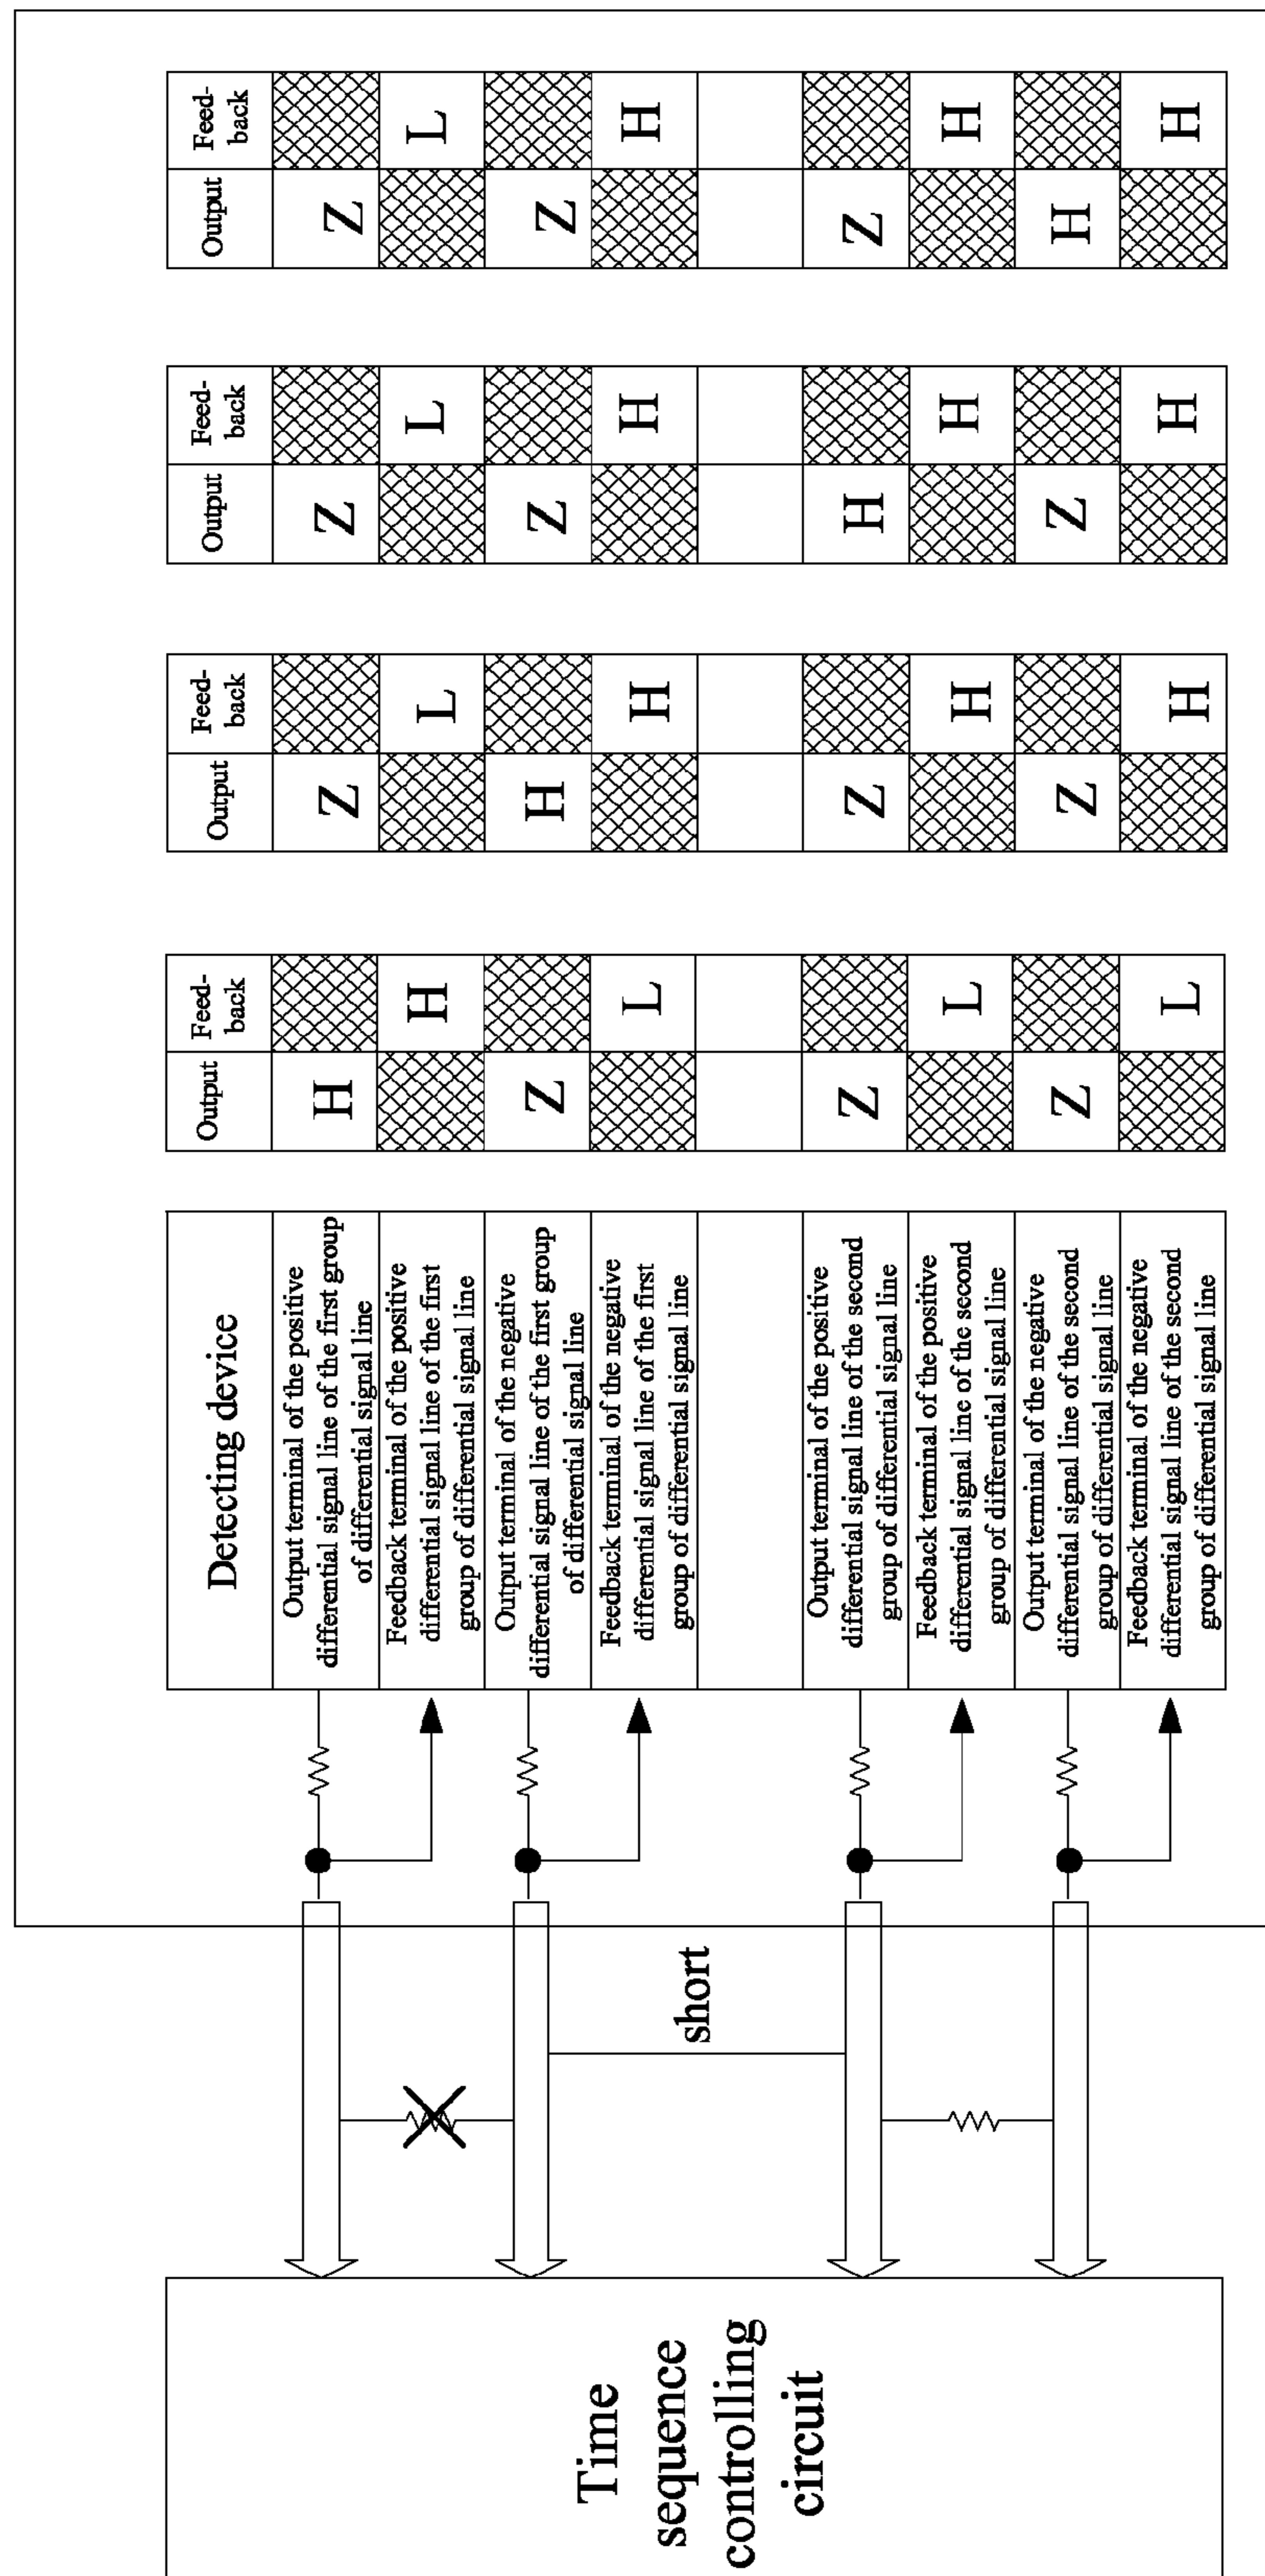 Time
sequence
controlling
circuit
short
Detecting device
Output terminal of the positive
differential signal line of the first group
of differential signal line
Feedback terminal of the positive
differential signal line of the first
group of differential signal line
Output terminal of the negative
differential signal line of the first group
of differential signal line
Feedback terminal of the negative
differential signal line of the first
group of differential signal line
Output terminal of the positive
differential signal line of the second
group of differential signal line
Feedback terminal of the positive
differential signal line of the second
group of differential signal line
Output terminal of the negative
differential signal line of the second
group of differential signal line
Feedback terminal of the negative
differential signal line of the second
group of differential signal line
Output
Feed-
back
H
H
Z
L
Z
L
Z
L
Output
Feed-
back
Z
L
H
H
Z
H
Z
H
Output
Feed-
back
Z
L
Z
H
H
H
Z
H
Output
Feed-
back
Z
L
Z
H
Z
H
H
H